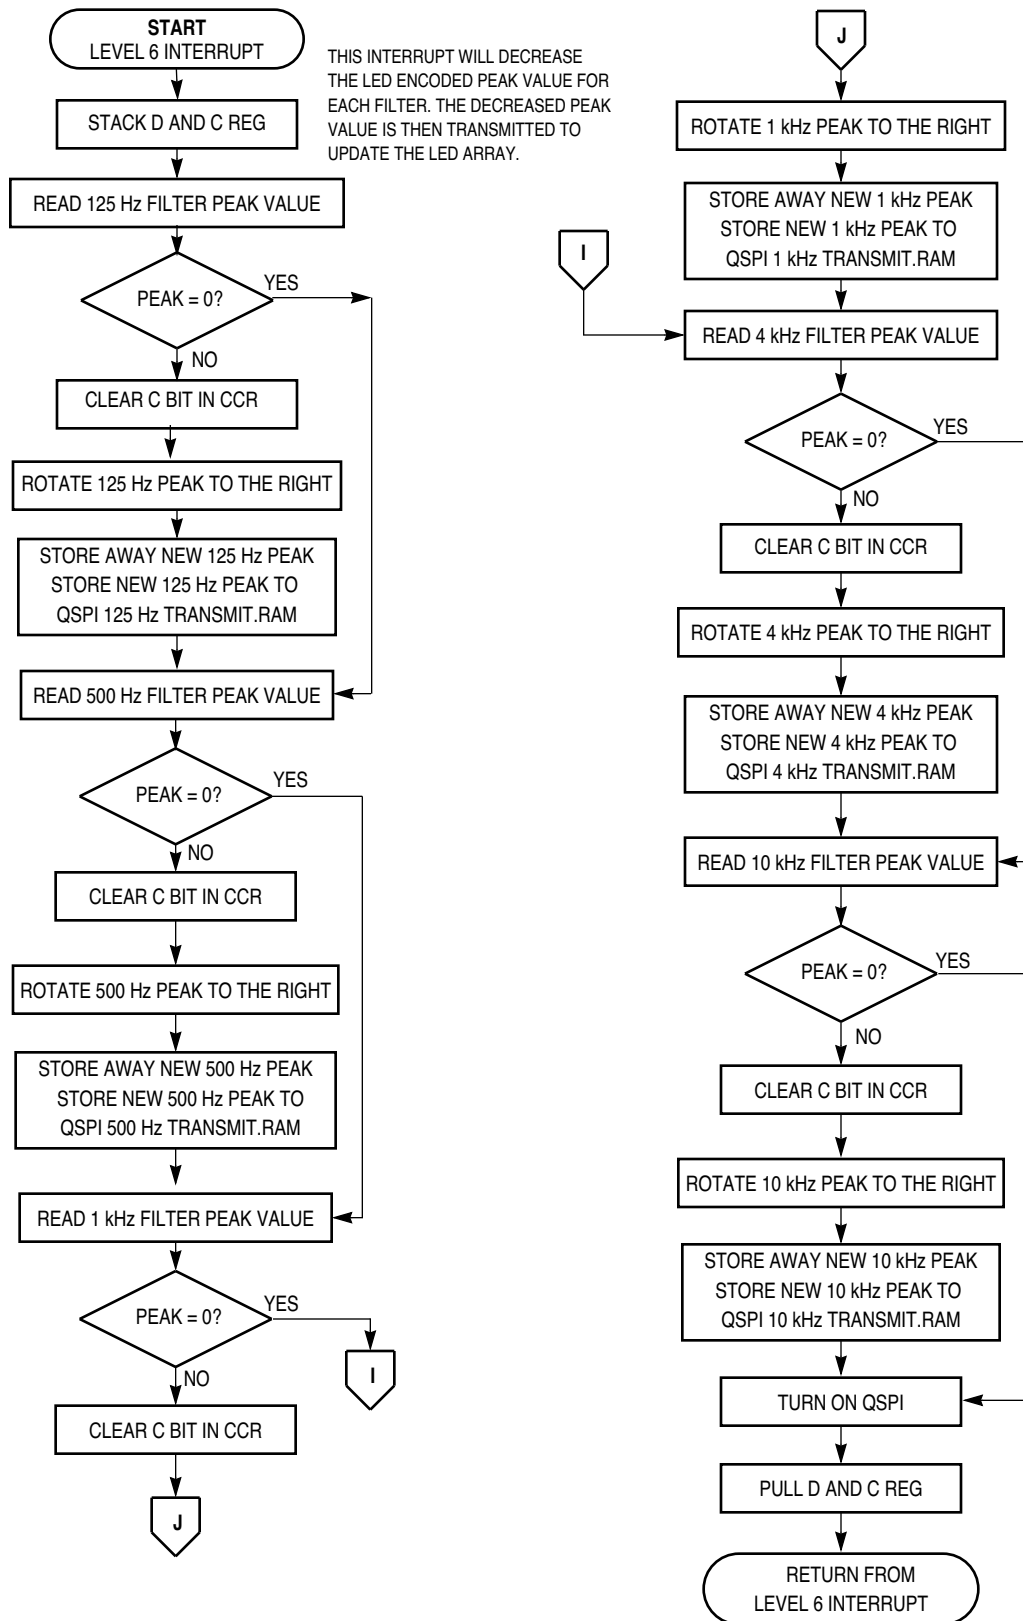 START
LEVEL 6 INTERRUPT
THIS INTERRUPT WILL DECREASE
THE LED ENCODED PEAK VALUE FOR
EACH FILTER. THE DECREASED PEAK
VALUE IS THEN TRANSMITTED TO
UPDATE THE LED ARRAY.
STACK D AND C REG
READ 125 Hz FILTER PEAK VALUE
PEAK = 0?
YES
NO
CLEAR C BIT IN CCR
ROTATE 125 Hz PEAK TO THE RIGHT
STORE AWAY NEW 125 Hz PEAK
STORE NEW 125 Hz PEAK TO
QSPI 125 Hz TRANSMIT.RAM
READ 500 Hz FILTER PEAK VALUE
PEAK = 0?
YES
NO
CLEAR C BIT IN CCR
ROTATE 500 Hz PEAK TO THE RIGHT
STORE AWAY NEW 500 Hz PEAK
STORE NEW 500 Hz PEAK TO
QSPI 500 Hz TRANSMIT.RAM
READ 1 kHz FILTER PEAK VALUE
PEAK = 0?
YES
I
NO
CLEAR C BIT IN CCR
J
J
ROTATE 1 kHz PEAK TO THE RIGHT
STORE AWAY NEW 1 kHz PEAK
STORE NEW 1 kHz PEAK TO
QSPI 1 kHz TRANSMIT.RAM
I
READ 4 kHz FILTER PEAK VALUE
PEAK = 0?
YES
NO
CLEAR C BIT IN CCR
ROTATE 4 kHz PEAK TO THE RIGHT
STORE AWAY NEW 4 kHz PEAK
STORE NEW 4 kHz PEAK TO
QSPI 4 kHz TRANSMIT.RAM
READ 10 kHz FILTER PEAK VALUE
PEAK = 0?
YES
NO
CLEAR C BIT IN CCR
ROTATE 10 kHz PEAK TO THE RIGHT
STORE AWAY NEW 10 kHz PEAK
STORE NEW 10 kHz PEAK TO
QSPI 10 kHz TRANSMIT.RAM
TURN ON QSPI
PULL D AND C REG
RETURN FROM
LEVEL 6 INTERRUPT